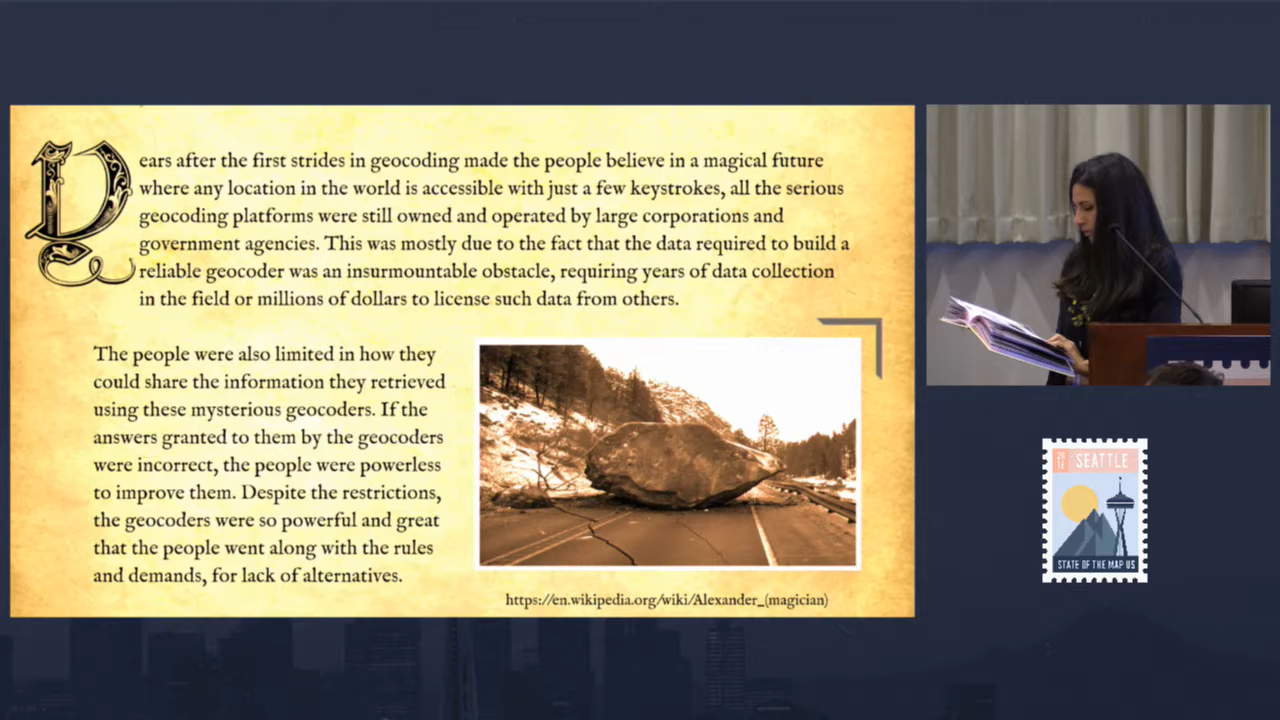 Years after the first strides in geocoding made the people believe in a magical future
where any location in the world is accessible with just a few keystrokes, all the serious
geocoding platforms were still owned and operated by large corporations and
government agencies. This was mostly due to the fact that the data required to build a
reliable geocoder was an insurmountable obstacle, requiring years of data collection
in the field or millions of dollars to license such data from others.
The people were also limited in how they
could share the information they retrieved
using these mysterious geocoders. If the
answers granted to them by the geocoders
were incorrect, the people were powerless
to improve them. Despite the restrictions,
the geocoders were so powerful and great
that the people went along with the rules
and demands, for lack of alternatives.
https://en.wikipedia.org/wiki/Alexander_(magician)
SEATTLE
STATE OF THE MAP US